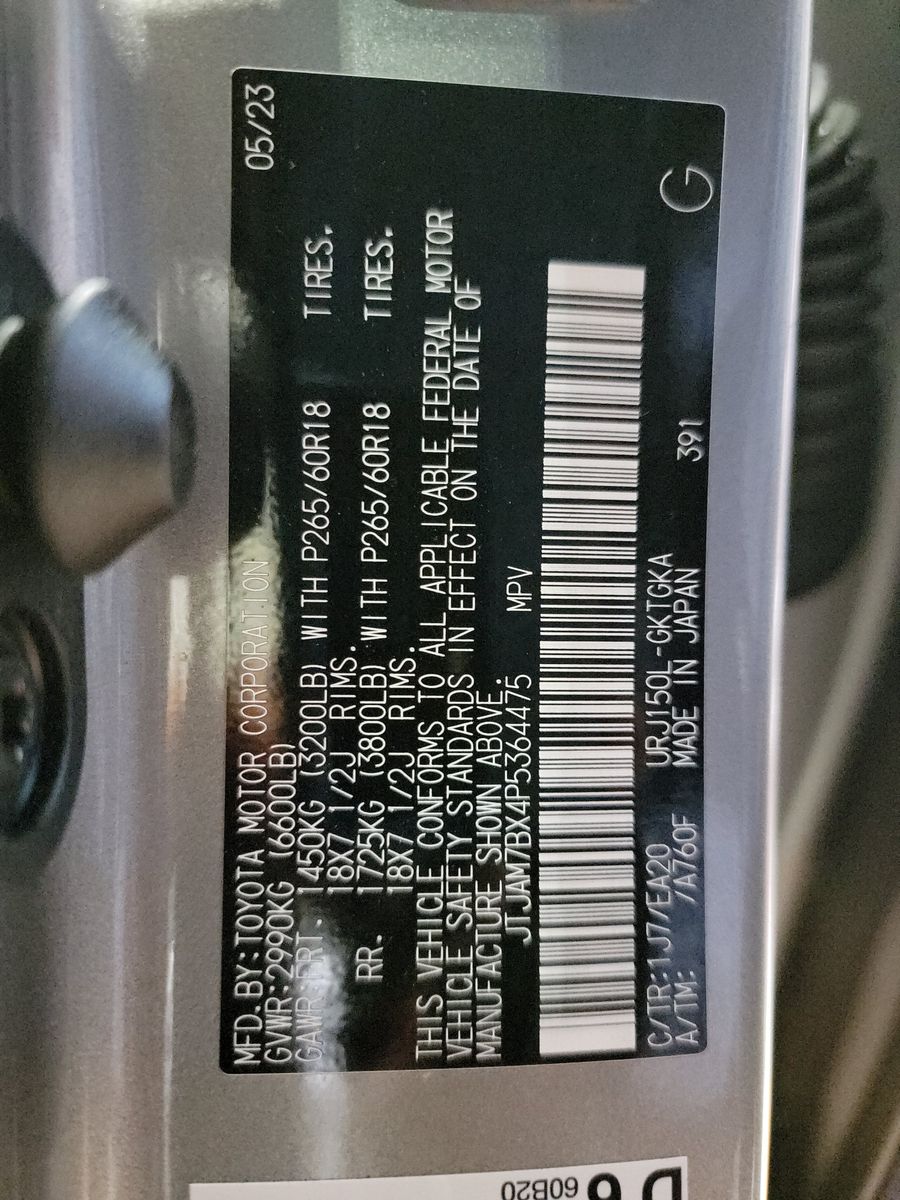 MFD.BY:TOYOTA MOTOR CORPORATION 05/23
GVWR:2990KG (6600LB)
GAWR:FRT. 1450KG (3200LB) WITH P265/60R18 TIRES.
18X7 1/2J RIMS.
RR. 1725KG (3800LB) WITH P265/60R18 TIRES.
18X7 1/2J RIMS.
THIS VEHICLE CONFORMS TO ALL APPLICABLE FEDERAL MOTOR
VEHICLE SAFETY STANDARDS IN EFFECT ON THE DATE OF
MANUFACTURE SHOWN ABOVE.
JTJAM7BX4P5364475 MPV
C/TR:1J7/EA20 URJ150L-GKTGKA
A/TM: /A760F MADE IN JAPAN 391 G
60B20